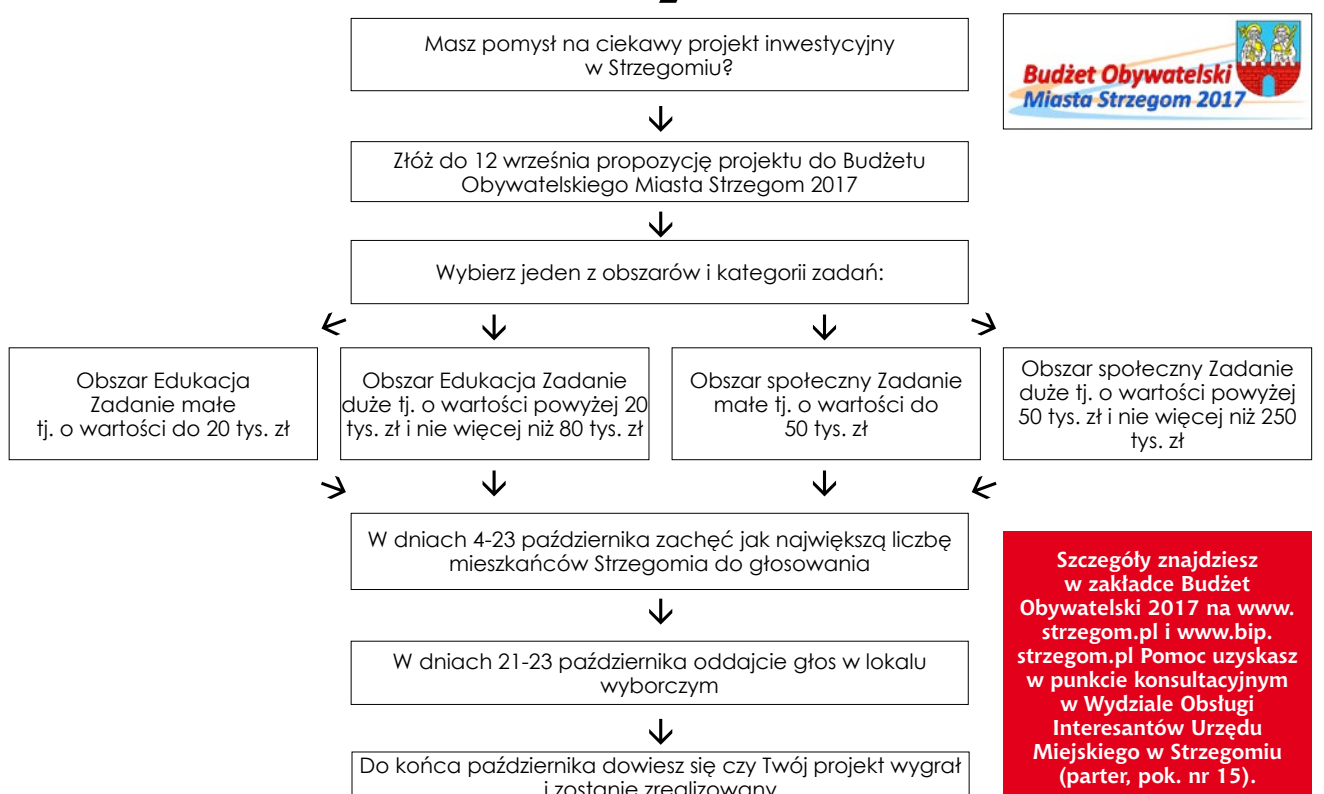 Masz pomysł na ciekawy projekt inwestycyjny
w Strzegomiu?
Budżet Obywatelski
Miasta Strzegom 2017
Złóż do 12 września propozycję projektu do Budżetu
Obywatelskiego Miasta Strzegom 2017
Wybierz jeden z obszarów i kategorii zadań:
Obszar Edukacja
Zadanie małe
tj. o wartości do 20 tys. zł
Obszar Edukacja Zadanie
duże tj. o wartości powyżej 20
tys. zł i nie więcej niż 80 tys. zł
Obszar społeczny Zadanie
małe tj. o wartości do
50 tys. zł
Obszar społeczny Zadanie
duże tj. o wartości powyżej
50 tys. zł i nie więcej niż 250
tys. zł
W dniach 4-23 października zachęć jak największą liczbę
mieszkańców Strzegomia do głosowania
W dniach 21-23 października oddajcie głos w lokalu
wyborczym
Do końca października dowiesz się czy Twój projekt wygrał
i zostanie zrealizowany
Szczegóły znajdziesz
w zakładce Budżet
Obywatelski 2017 na www.
strzegom.pl i www.bip.
strzegom.pl Pomoc uzyskasz
w punkcie konsultacyjnym
w Wydziale Obsługi
Interesantów Urzędu
Miejskiego w Strzegomiu
(parter, pok. nr 15).